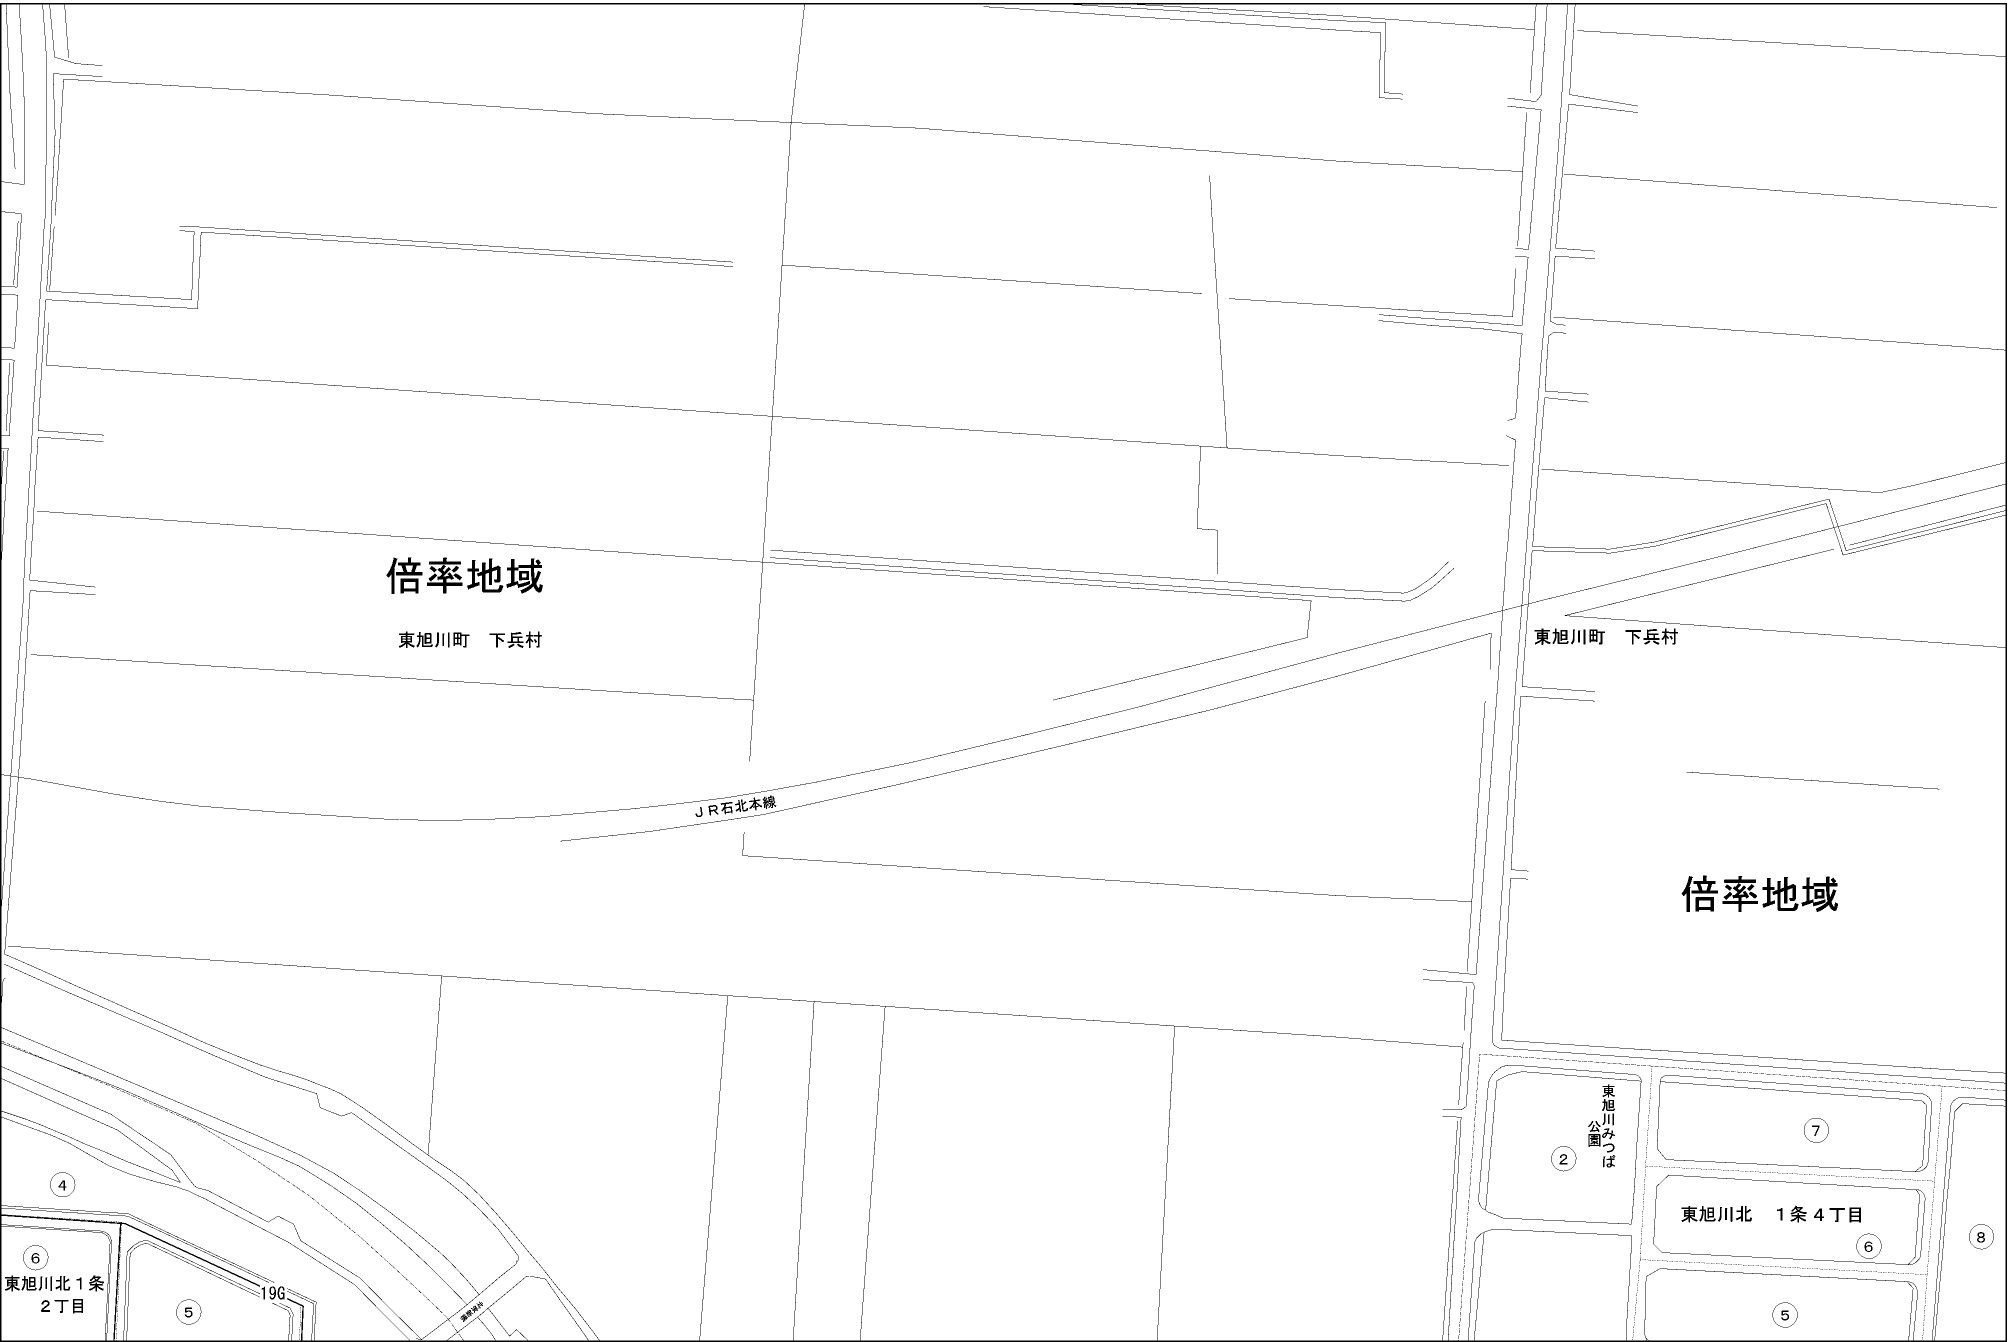 倍率地域
東旭川町　下兵村
東旭川町　下兵村
ＪＲ石北本線
倍率地域
東旭川みつば
公園
⑦
②
④
東旭川北　１条４丁目
⑥
⑧
⑥
東旭川北１条
２丁目
19G
⑤
⑤